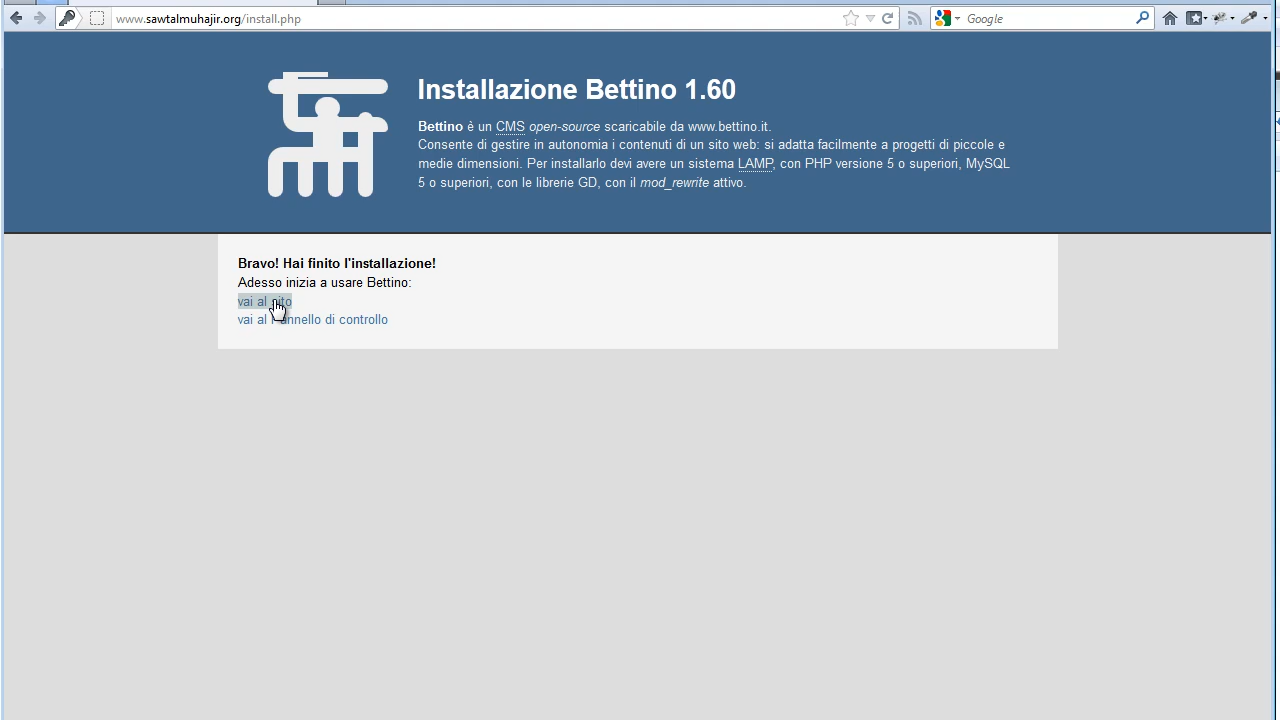 www.sawtalmuhajir.org/install.php
Google
Installazione Bettino 1.60
Bettino è un CMS open-source scaricabile da www.bettino.it.
Consente di gestire in autonomia i contenuti di un sito web: si adatta facilmente a progetti di piccole e
medie dimensioni. Per installarlo devi avere un sistema LAMP, con PHP versione 5 o superiori, MySQL
5 o superiori, con le librerie GD, con il mod_rewrite attivo.
Bravo! Hai finito l'installazione!
Adesso inizia a usare Bettino:
vai al sito
vai al Pannello di controllo